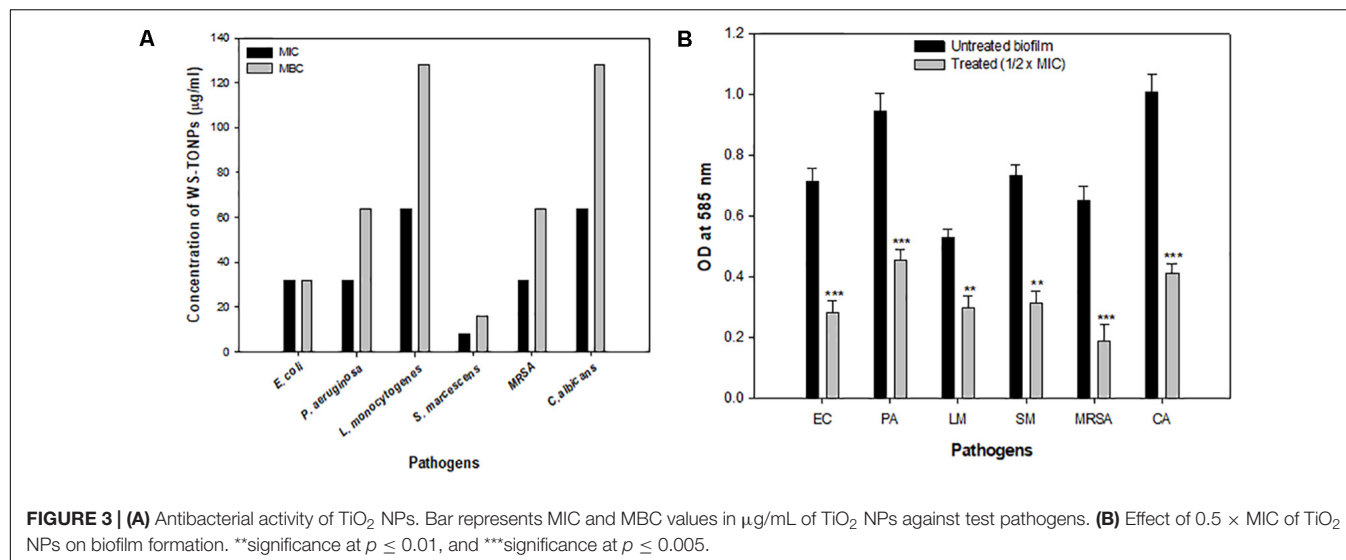 A
MIC
MBC
Concentration of WS-TONPs (µg/ml)
140
120
100
80
60
40
20
0
E. coli
P. aeruginosa
L. monocytogenes
S. marcescens
MRSA
C.albicans
Pathogens
B
Untreated biofilm
Treated (1/2 x MIC)
OD at 585 nm
1.2
1.0
0.8
0.6
0.4
0.2
0.0
***
***
**
**
***
***
EC
PA
LM
SM
MRSA
CA
Pathogens
FIGURE 3 | (A) Antibacterial activity of TiO₂ NPs. Bar represents MIC and MBC values in µg/mL of TiO₂ NPs against test pathogens. (B) Effect of 0.5 × MIC of TiO₂
NPs on biofilm formation. **significance at p ≤ 0.01, and ***significance at p ≤ 0.005.